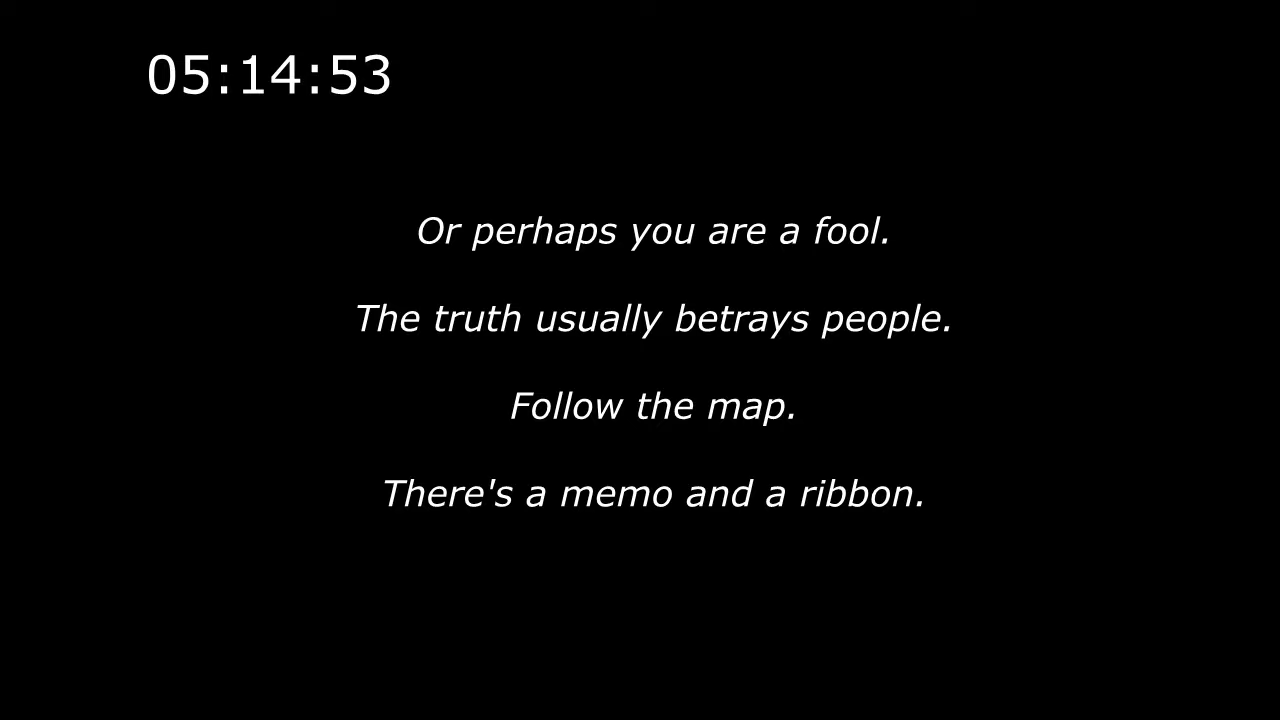 05:14:53
Or perhaps you are a fool.
The truth usually betrays people.
Follow the map.
There's a memo and a ribbon.